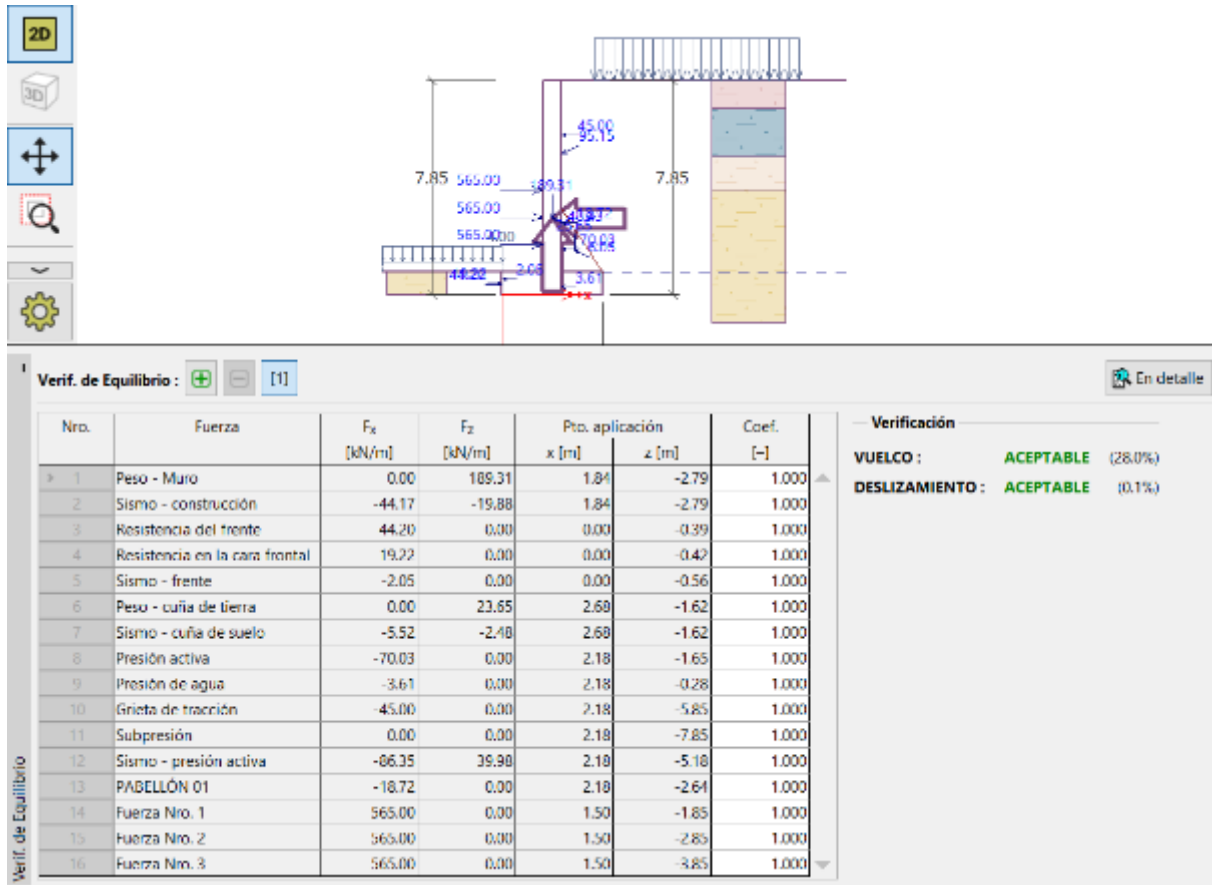 2D
3D
45.00
95.15
7.85
565.00
189.31
7.85
565.00
565.00
70.03
2.08
3.61
+x
Verif. de Equilibrio : [1]
En detalle
Nro. Fuerza Fx Fz Pto. aplicación Coef.
[kN/m] [kN/m] x [m] z [m] [–]
1 Peso - Muro 0.00 189.31 1.84 -2.79 1.000
2 Sismo - construcción -44.17 -19.88 1.84 -2.79 1.000
3 Resistencia del frente 44.20 0.00 0.00 -0.39 1.000
4 Resistencia en la cara frontal 19.22 0.00 0.00 -0.42 1.000
5 Sismo - frente -2.05 0.00 0.00 -0.56 1.000
6 Peso - cuña de tierra 0.00 23.65 2.68 -1.62 1.000
7 Sismo - cuña de suelo -5.52 -2.48 2.68 -1.62 1.000
8 Presión activa -70.03 0.00 2.18 -1.65 1.000
9 Presión de agua -3.61 0.00 2.18 -0.28 1.000
10 Grieta de tracción -45.00 0.00 2.18 -5.85 1.000
11 Subpresión 0.00 0.00 2.18 -7.85 1.000
12 Sismo - presión activa -86.35 39.98 2.18 -5.18 1.000
13 PABELLÓN 01 -18.72 0.00 2.18 -2.64 1.000
14 Fuerza Nro. 1 565.00 0.00 1.50 -1.85 1.000
15 Fuerza Nro. 2 565.00 0.00 1.50 -2.85 1.000
16 Fuerza Nro. 3 565.00 0.00 1.50 -3.85 1.000
Verificación
VUELCO : ACEPTABLE (28.0%)
DESLIZAMIENTO : ACEPTABLE (0.1%)
Verif. de Equilibrio